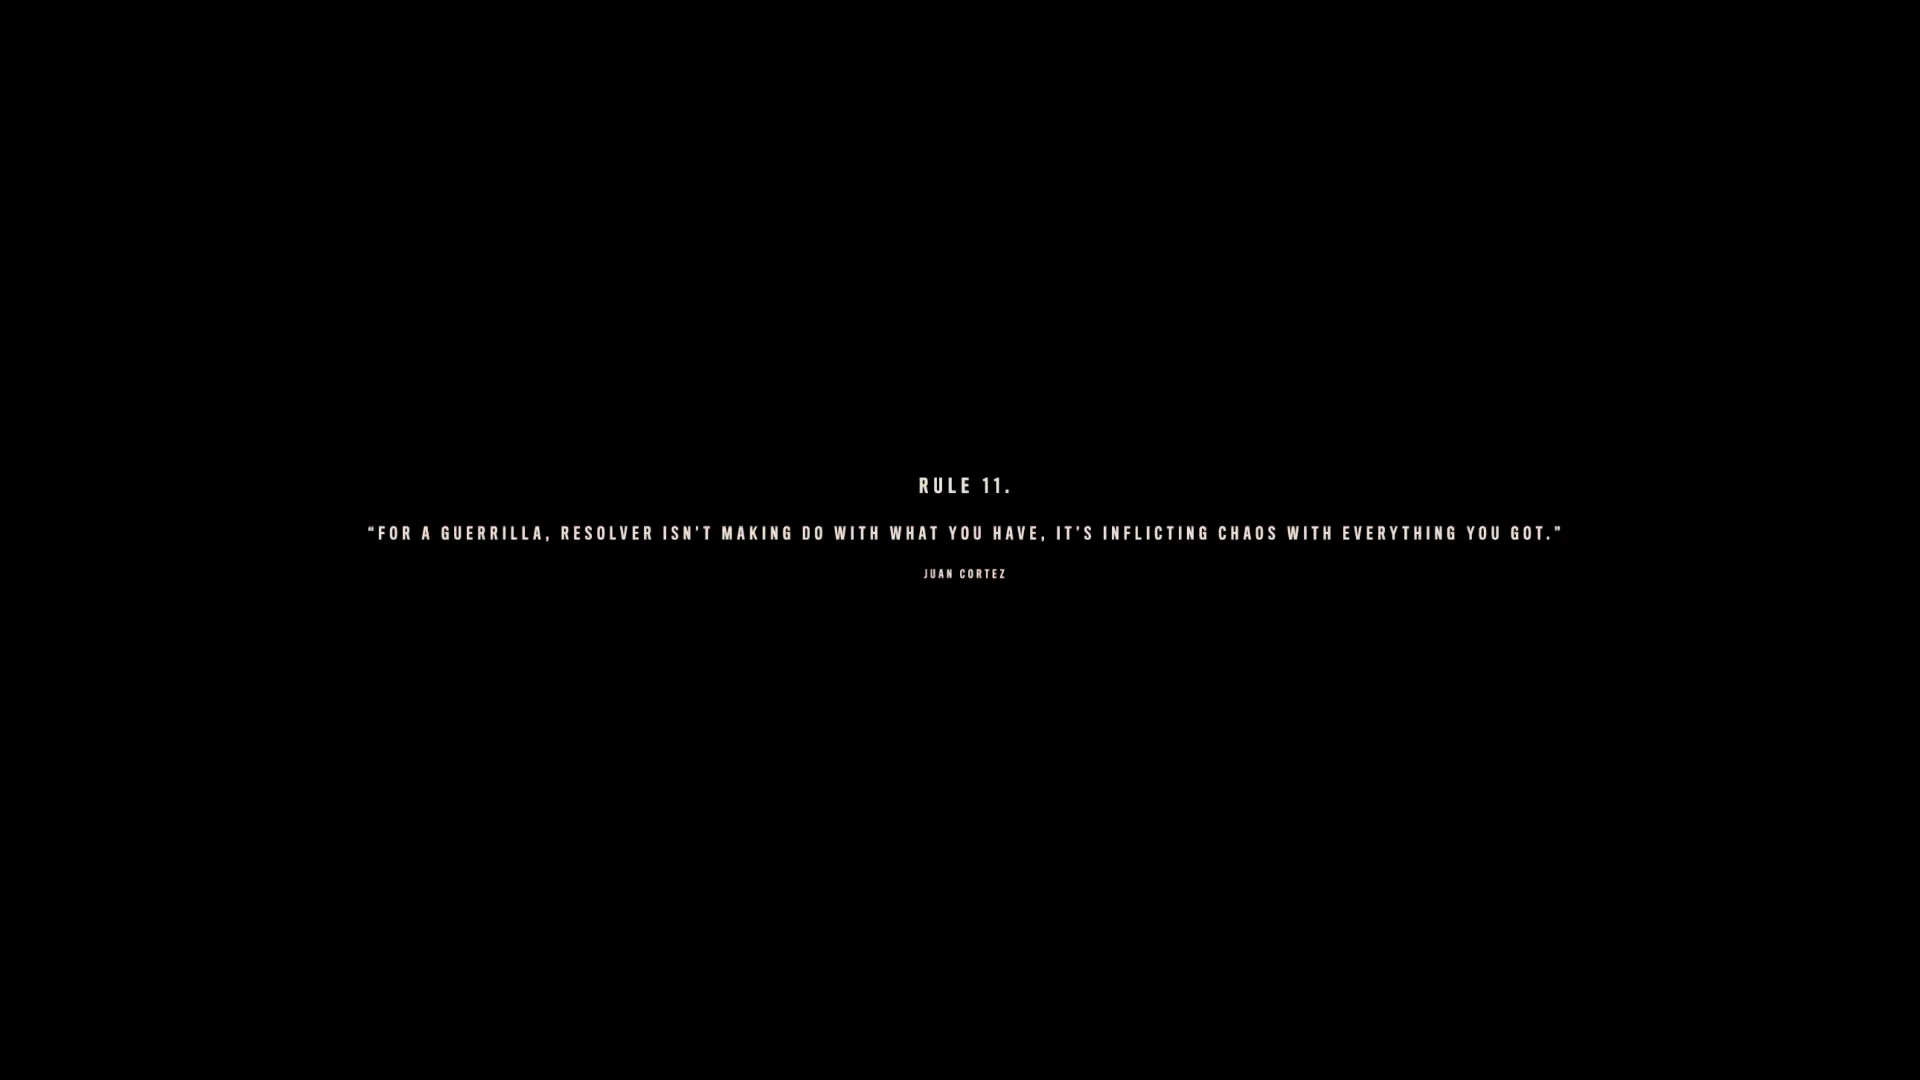 RULE 11.
“FOR A GUERRILLA, RESOLVER ISN’T MAKING DO WITH WHAT YOU HAVE, IT’S INFLICTING CHAOS WITH EVERYTHING YOU GOT.”
JUAN CORTEZ